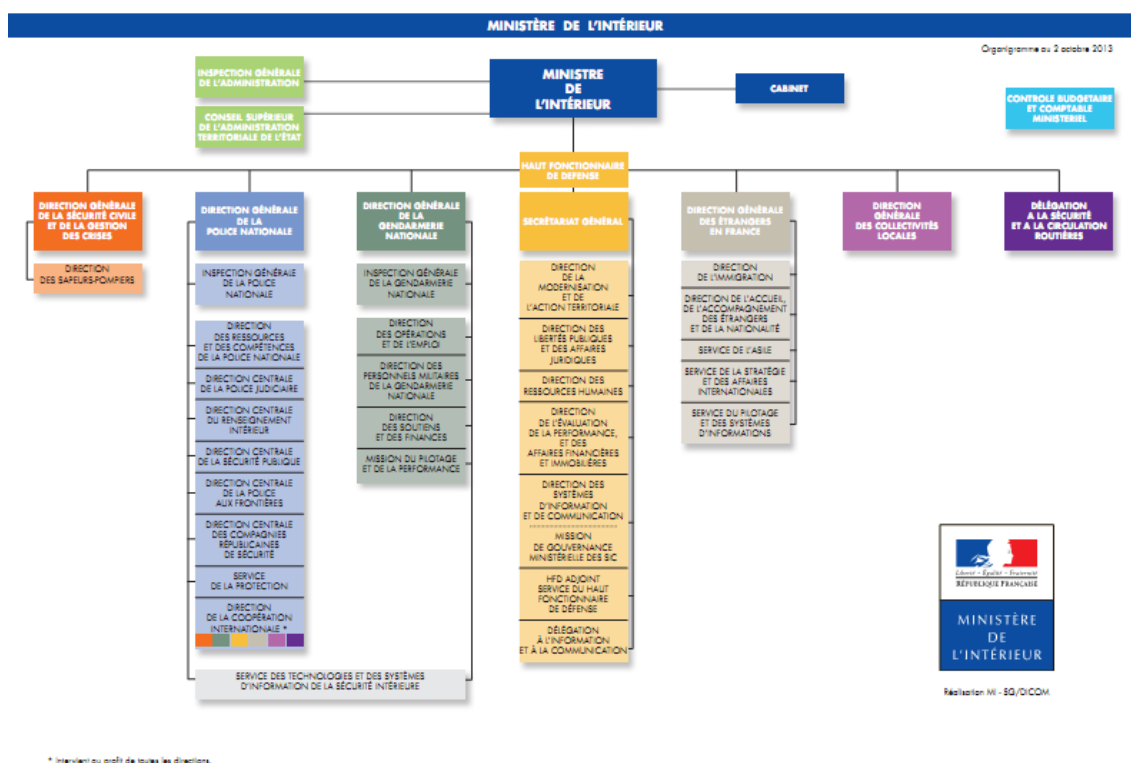 MINISTÈRE DE L'INTÉRIEUR
Organigramme au 2 octobre 2013
INSPECTION GÉNÉRALE
DE L'ADMINISTRATION
MINISTRE
DE
L'INTÉRIEUR
CABINET
CONTROLE BUDGETAIRE
ET COMPTABLE
MINISTERIEL
CONSEIL SUPÉRIEUR
DE L'ADMINISTRATION
TERRITORIALE DE L'ÉTAT
HAUT FONCTIONNAIRE
DE DEFENSE
DIRECTION GÉNÉRALE
DE LA SÉCURITÉ CIVILE
ET DE LA GESTION
DES CRISES
DIRECTION
DES SAPEURS-POMPIERS
DIRECTION GÉNÉRALE
DE LA
POLICE NATIONALE
INSPECTION GÉNÉRALE
DE LA POLICE
NATIONALE
DIRECTION
DES RESSOURCES
ET DES COMPÉTENCES
DE LA POLICE NATIONALE
DIRECTION CENTRALE
DE LA POLICE JUDICIAIRE
DIRECTION CENTRALE
DU RENSEIGNEMENT
INTÉRIEUR
DIRECTION CENTRALE
DE LA SÉCURITÉ PUBLIQUE
DIRECTION CENTRALE
DE LA POLICE
AUX FRONTIÈRES
DIRECTION CENTRALE
DES COMPAGNIES
RÉPUBLICAINES
DE SÉCURITÉ
SERVICE
DE LA PROTECTION
DIRECTION
DE LA COOPÉRATION
INTERNATIONALE *
DIRECTION GÉNÉRALE
DE LA
GENDARMERIE
NATIONALE
INSPECTION GÉNÉRALE
DE LA GENDARMERIE
NATIONALE
DIRECTION
DES OPÉRATIONS
ET DE L'EMPLOI
DIRECTION DES
PERSONNELS MILITAIRES
DE LA GENDARMERIE
NATIONALE
DIRECTION
DES SOUTIENS
ET DES FINANCES
MISSION DU PILOTAGE
ET DE LA PERFORMANCE
SERVICE DES TECHNOLOGIES ET DES SYSTÈMES
D'INFORMATION DE LA SÉCURITÉ INTÉRIEURE
SECRÉTARIAT GÉNÉRAL
DIRECTION
DE LA
MODERNISATION
ET DE
L'ACTION TERRITORIALE
DIRECTION DES
LIBERTÉS PUBLIQUES
ET DES AFFAIRES
JURIDIQUES
DIRECTION DES
RESSOURCES HUMAINES
DIRECTION
DE L'ÉVALUATION
DE LA PERFORMANCE,
ET DES
AFFAIRES FINANCIÈRES
ET IMMOBILIÈRES
DIRECTION DES
SYSTÈMES
D'INFORMATION
ET DE COMMUNICATION
MISSION
DE GOUVERNANCE
MINISTÉRIELLE DES SIC
HFD ADJOINT
SERVICE DU HAUT
FONCTIONNAIRE
DE DÉFENSE
DÉLÉGATION
À L'INFORMATION
ET À LA COMMUNICATION
DIRECTION GÉNÉRALE
DES ÉTRANGERS
EN FRANCE
DIRECTION
DE L'IMMIGRATION
DIRECTION DE L'ACCUEIL,
DE L'ACCOMPAGNEMENT
DES ÉTRANGERS
ET DE LA NATIONALITÉ
SERVICE DE L'ASILE
SERVICE DE LA STRATÉGIE
ET DES AFFAIRES
INTERNATIONALES
SERVICE DU PILOTAGE
ET DES SYSTÈMES
D'INFORMATIONS
DIRECTION
GÉNÉRALE
DES COLLECTIVITÉS
LOCALES
DÉLÉGATION
A LA SÉCURITÉ
ET A LA CIRCULATION
ROUTIÈRES
Liberté • Égalité • Fraternité
RÉPUBLIQUE FRANÇAISE
MINISTÈRE
DE
L'INTÉRIEUR
Réalisation MI - SG/DICOM
* Intervient au profit de toutes les directions.